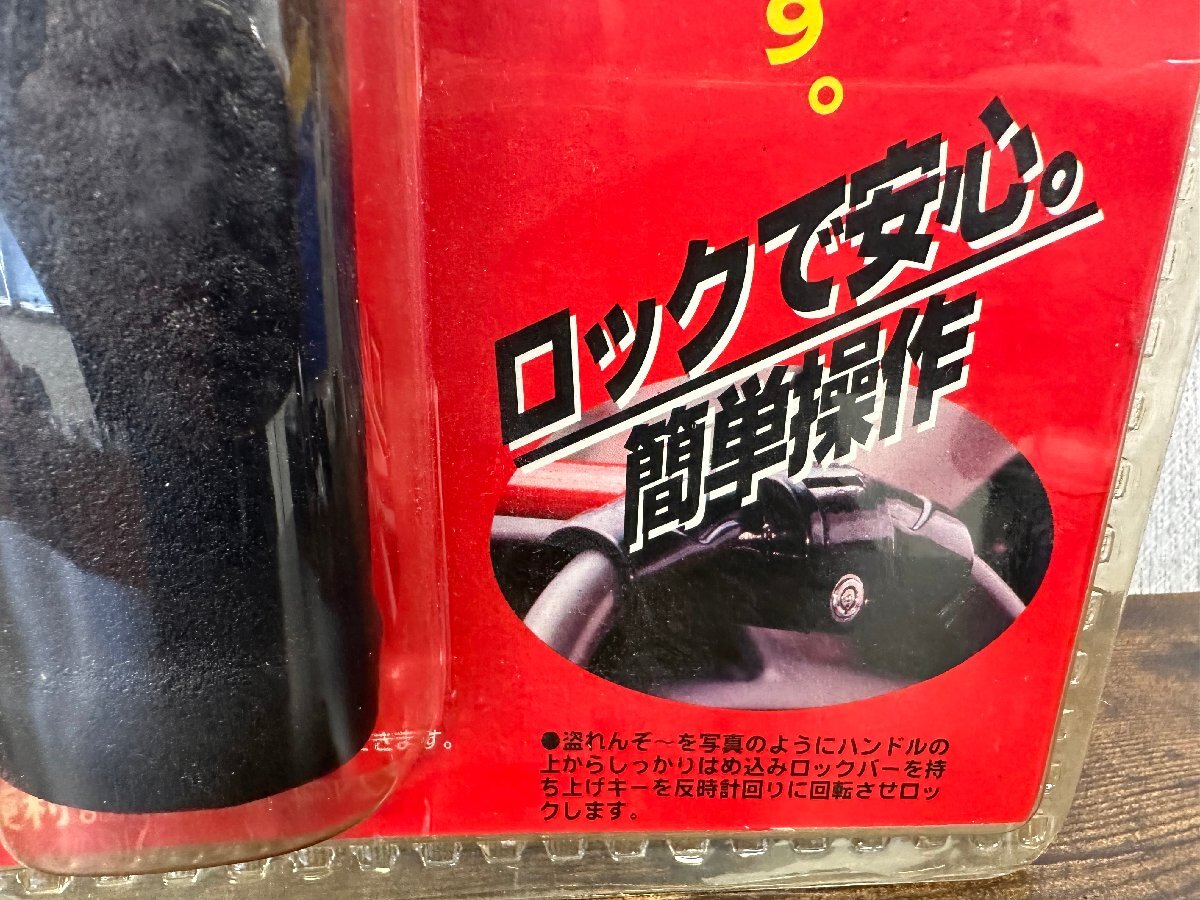 す。
ロックで安心。
簡単操作
きます。
●盗れんぞ～を写真のようにハンドルの
上からしっかりはめ込みロックバーを持
ち上げキーを反時計回りに回転させロッ
クします。